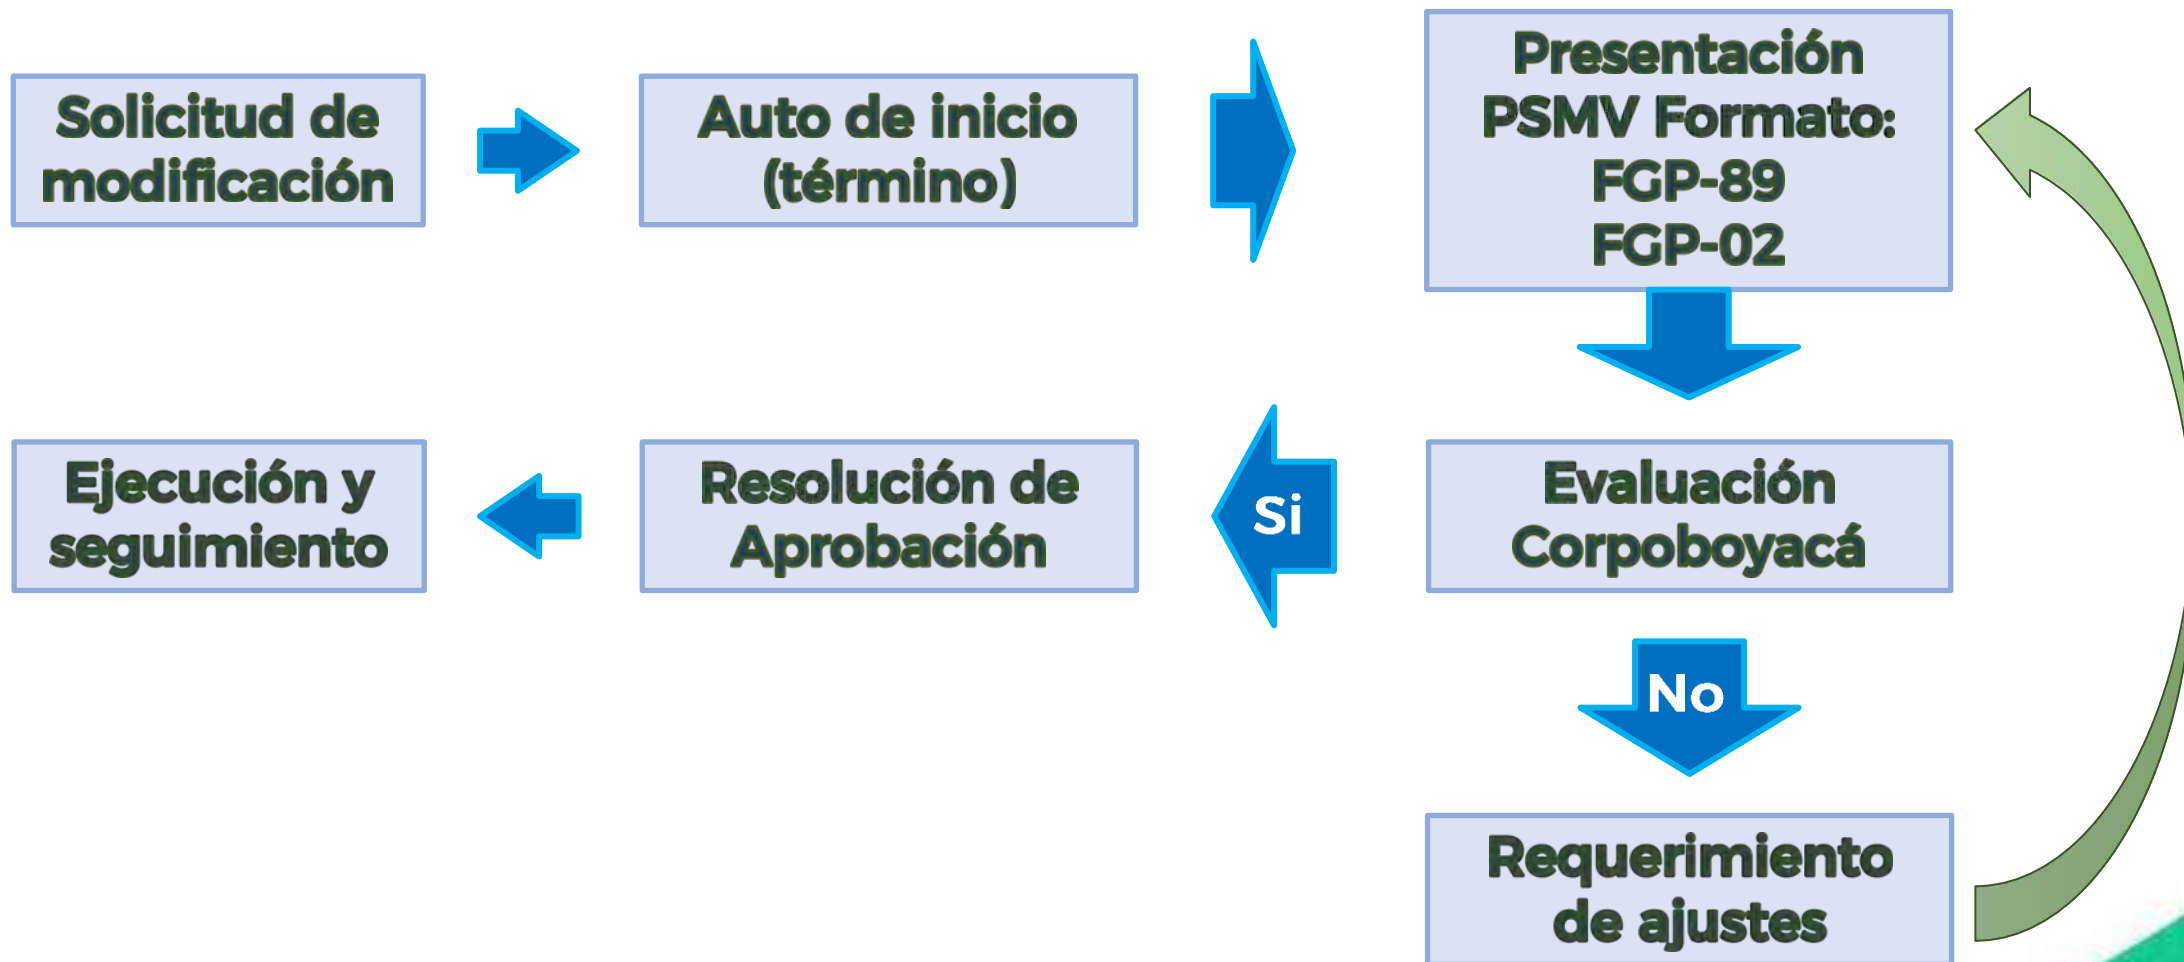 Solicitud de
modificación
Auto de inicio
(término)
Presentación
PSMV Formato:
FGP-89
FGP-02
Evaluación
Corpoboyacá
Si
Resolución de
Aprobación
Ejecución y
seguimiento
No
Requerimiento
de ajustes